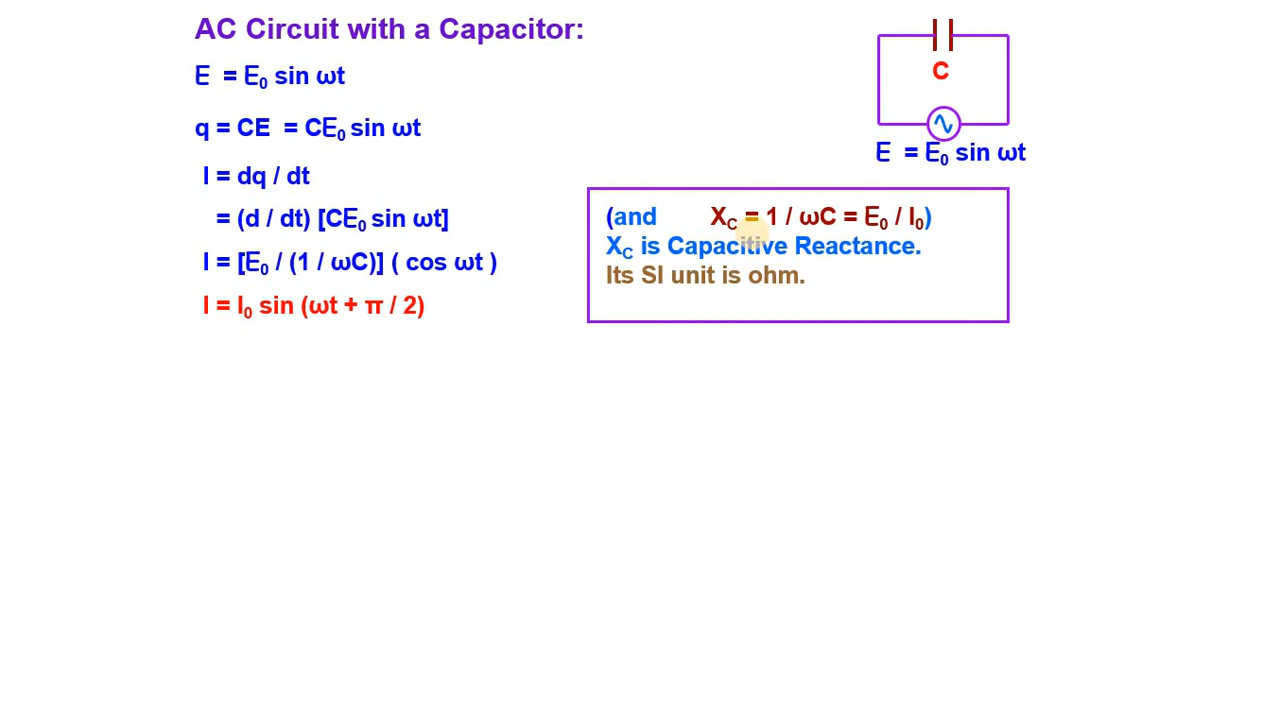 AC Circuit with a Capacitor:
E = E₀ sin ωt
q = CE = CE₀ sin ωt
I = dq / dt
= (d / dt) [CE₀ sin ωt]
I = [E₀ / (1 / ωC)] ( cos ωt )
I = I₀ sin (ωt + π / 2)
C
E = E₀ sin ωt
(and X_C = 1 / ωC = E₀ / I₀)
X_C is Capacitive Reactance.
Its SI unit is ohm.